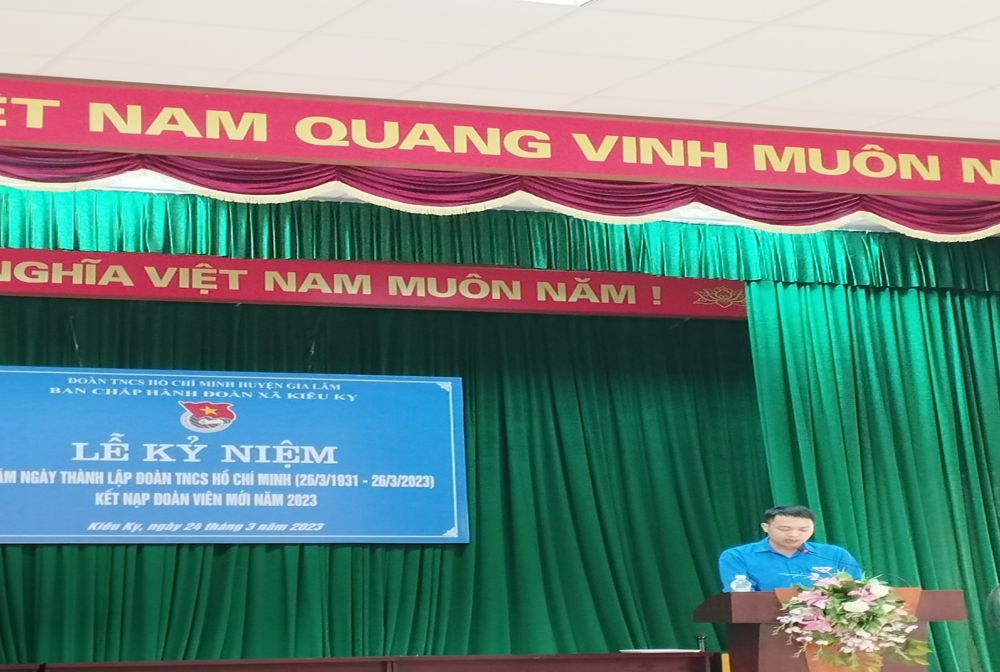 ỆT NAM QUANG VINH MUÔN N
NGHĨA VIỆT NAM MUÔN NĂM !
ĐOÀN TNCS HỒ CHÍ MINH HUYỆN GIA LÂM
BAN CHẤP HÀNH ĐOÀN XÃ KIÊU KỴ
LỄ KỶ NIỆM
ĂM NGÀY THÀNH LẬP ĐOÀN TNCS HỒ CHÍ MINH (26/3/1931 - 26/3/2023)
KẾT NẠP ĐOÀN VIÊN MỚI NĂM 2023
Kiêu Kỵ, ngày 24 tháng 3 năm 2023